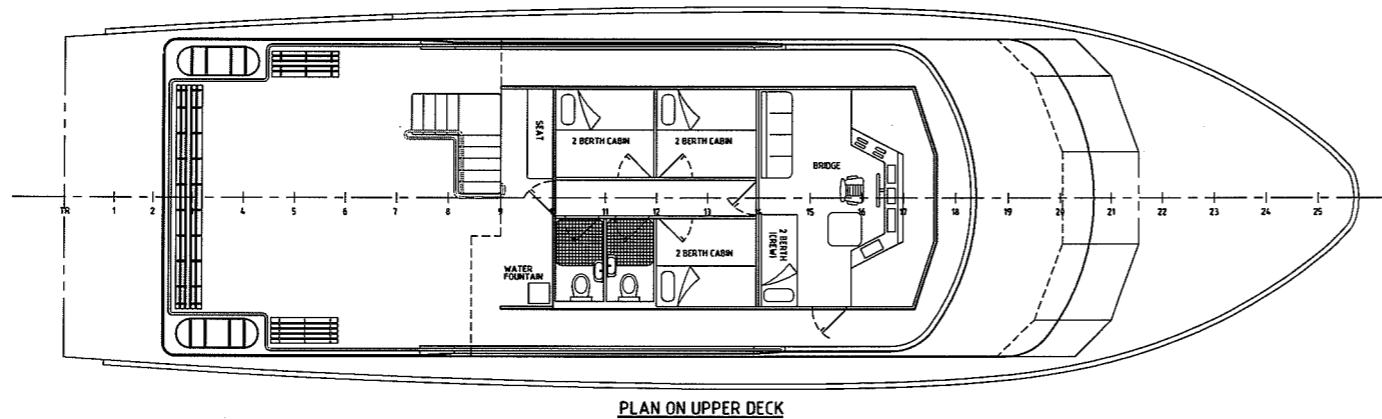 SEAT
2 BERTH CABIN
2 BERTH CABIN
BRIDGE
TR 1 2 3 4 5 6 7 8 9 11 12 13 14 15 16 17 18 19 20 21 22 23 24 25
2 BERTH
(CREW)
2 BERTH CABIN
WATER
FOUNTAIN
PLAN ON UPPER DECK